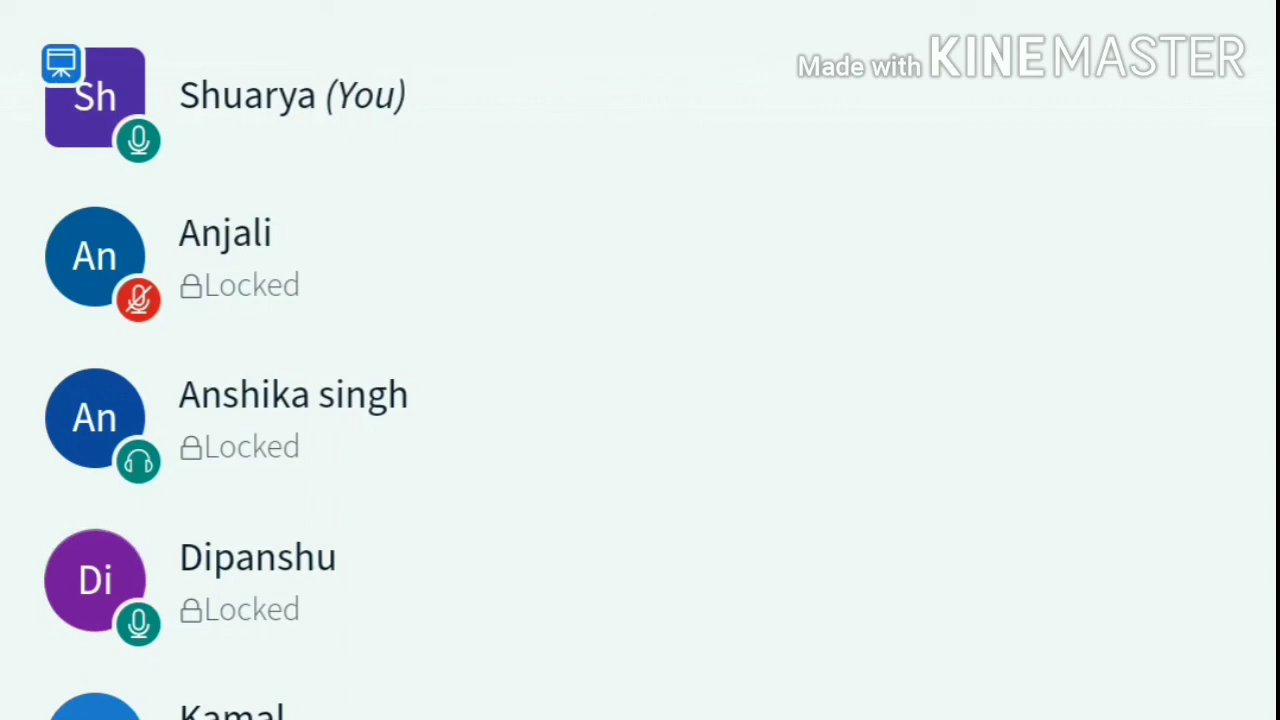 Made with KINEMASTER
Sh
Shuarya (You)
An
Anjali
Locked
An
Anshika singh
Locked
Di
Dipanshu
Locked
Kamal